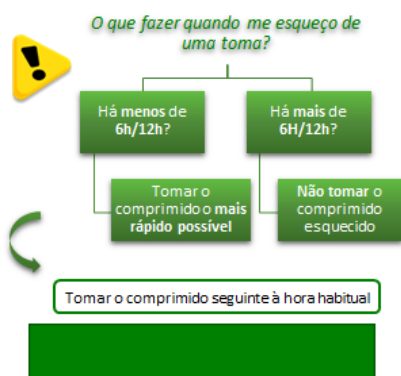 O que fazer quando me esqueço de
uma toma?
Há menos de
6h/12h?
Há mais de
6H/12h?
Tomar o
comprimido o mais
rápido possível
Não tomar o
comprimido
esquecido
Tomar o comprimido seguinte à hora habitual